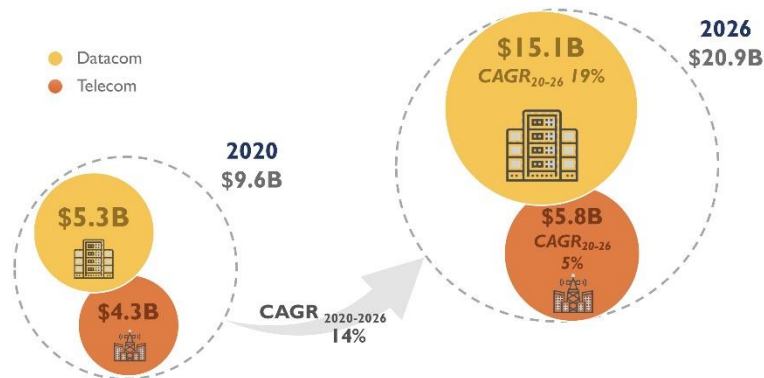 Datacom
Telecom
2020
$9.6B
$5.3B
$4.3B
CAGR 2020-2026
14%
2026
$20.9B
$15.1B
CAGR20-26 19%
$5.8B
CAGR20-26
5%